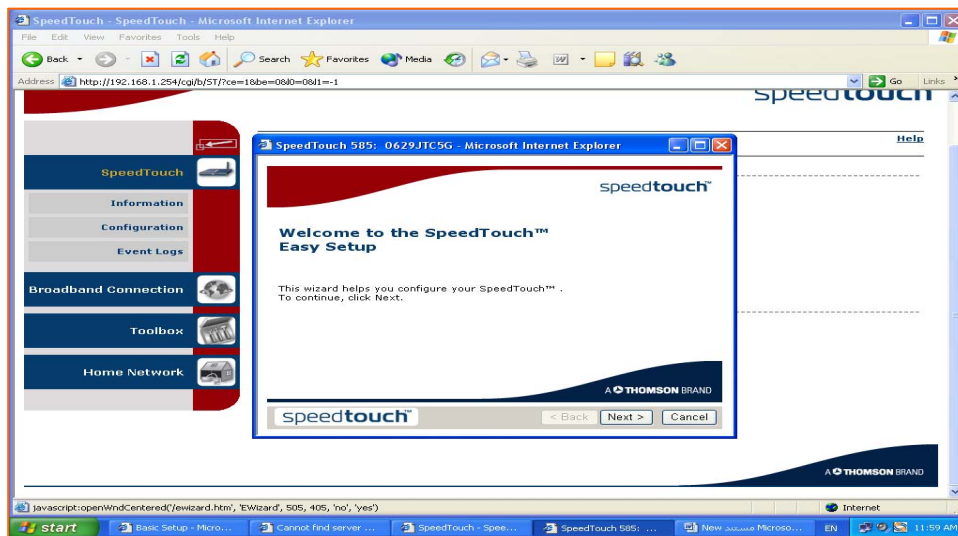 SpeedTouch - SpeedTouch - Microsoft Internet Explorer
File Edit View Favorites Tools Help
Back Search Favorites Media
Address http://192.168.1.254/cgi/b/ST/?ce=1&be=0&l0=0&l1=-1 Go Links
speedtouch
Help
SpeedTouch
Information
Configuration
Event Logs
Broadband Connection
Toolbox
Home Network
SpeedTouch 585: 0629JTC5G - Microsoft Internet Explorer
speedtouch™
Welcome to the SpeedTouch™
Easy Setup
This wizard helps you configure your SpeedTouch™ .
To continue, click Next.
A THOMSON BRAND
speedtouch™
< Back Next > Cancel
A THOMSON BRAND
javascript:openWndCentered('/ewizard.htm', 'EWizard', 505, 405, 'no', 'yes') Internet
start Basic Setup - Micro... Cannot find server ... SpeedTouch - Spee... SpeedTouch 585: ... New مستند Microso... EN 11:59 AM